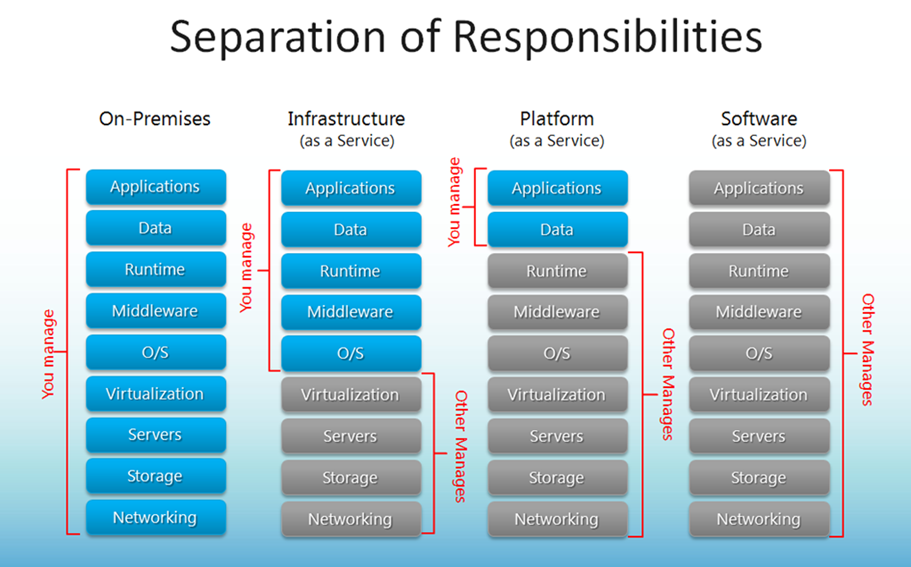 Separation of Responsibilities
On-Premises
You manage
Applications
Data
Runtime
Middleware
O/S
Virtualization
Servers
Storage
Networking
Infrastructure
(as a Service)
You manage
Applications
Data
Runtime
Middleware
O/S
Virtualization
Servers
Storage
Networking
Other Manages
Platform
(as a Service)
You manage
Applications
Data
Runtime
Middleware
O/S
Virtualization
Servers
Storage
Networking
Other Manages
Software
(as a Service)
Applications
Data
Runtime
Middleware
O/S
Virtualization
Servers
Storage
Networking
Other Manages